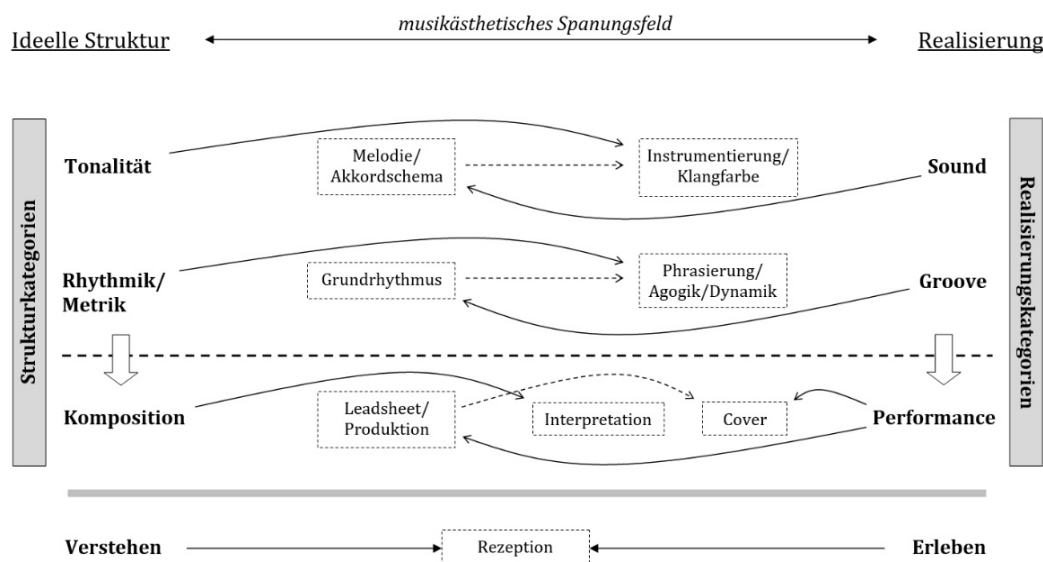 musikästhetisches Spanungsfeld
Ideelle Struktur
Realisierung
Strukturkategorien
Realisierungskategorien
Tonalität
Melodie/
Akkordschema
Instrumentierung/
Klangfarbe
Sound
Rhythmik/
Metrik
Grundrhythmus
Phrasierung/
Agogik/Dynamik
Groove
Komposition
Leadsheet/
Produktion
Interpretation
Cover
Performance
Verstehen
Rezeption
Erleben